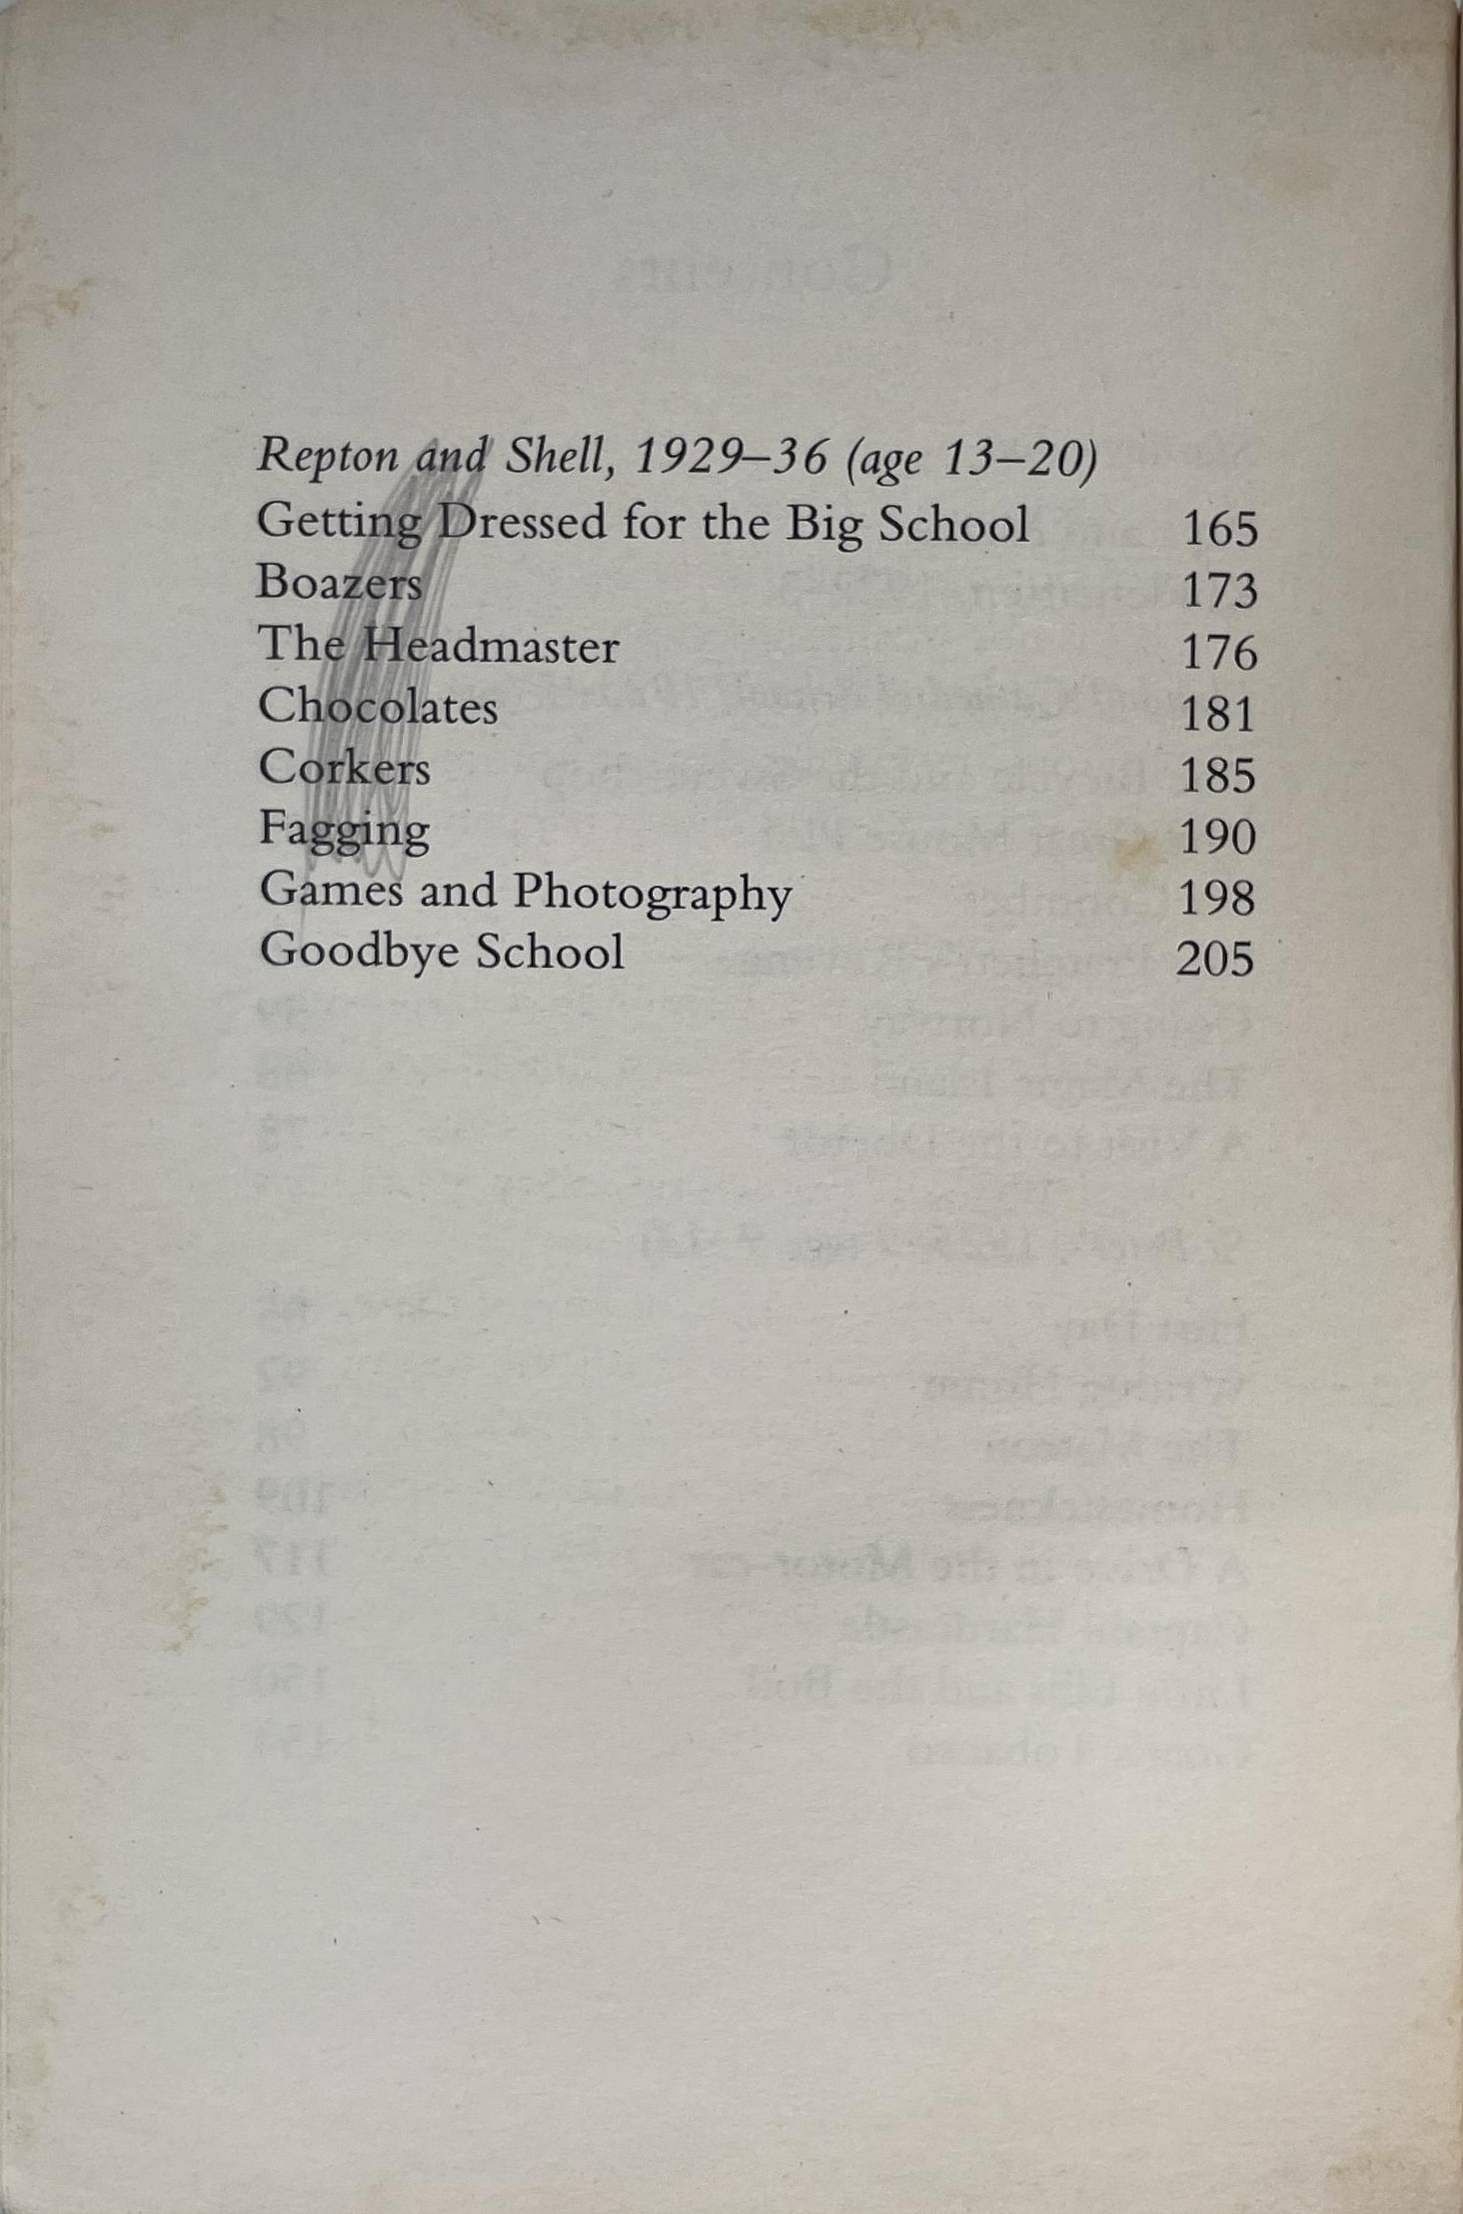 Repton and Shell, 1929–36 (age 13–20)
Getting Dressed for the Big School 165
Boazers 173
The Headmaster 176
Chocolates 181
Corkers 185
Fagging 190
Games and Photography 198
Goodbye School 205